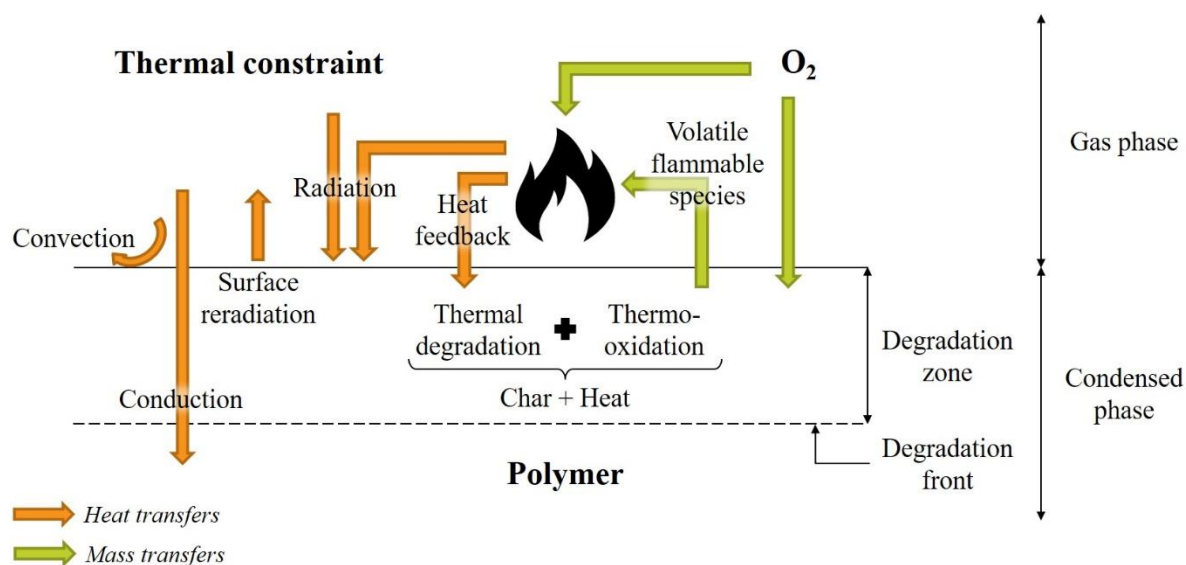 Thermal constraint
O₂
Gas phase
Volatile
flammable
species
Radiation
Heat
feedback
Convection
Surface
reradiation
Thermal
degradation
Thermo-
oxidation
Degradation
zone
Char + Heat
Conduction
Condensed
phase
Degradation
front
Polymer
Heat transfers
Mass transfers